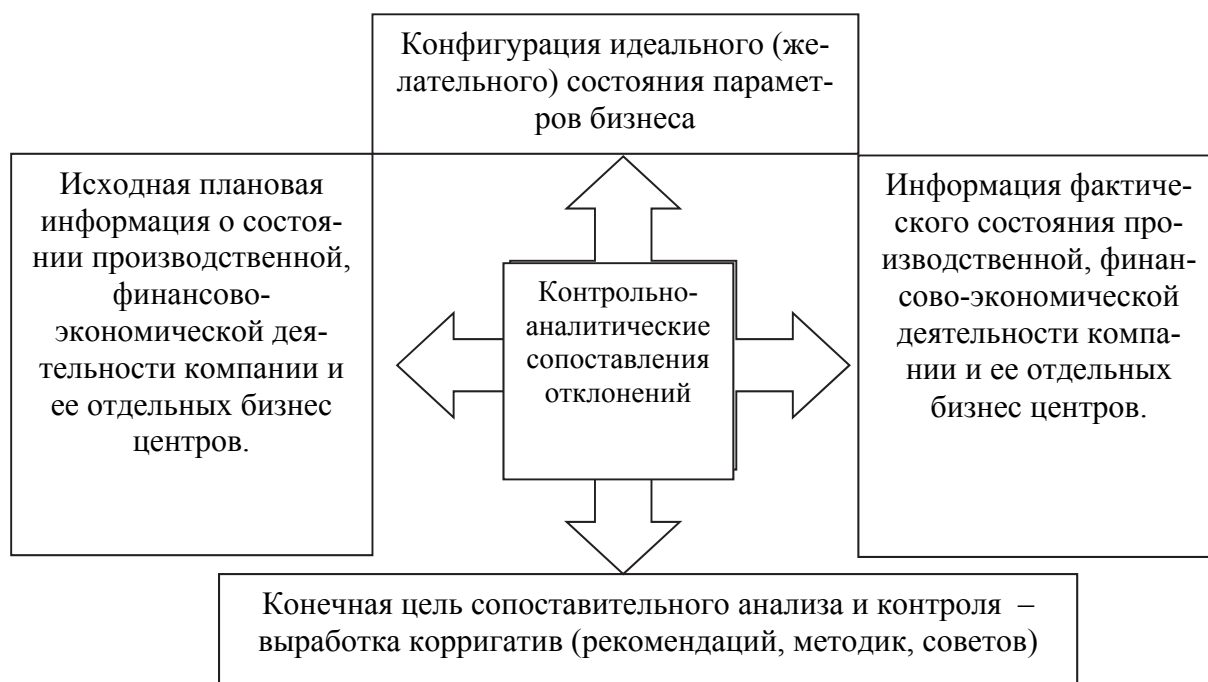 Конфигурация идеального (же-
лательного) состояния парамет-
ров бизнеса
Исходная плановая
информация о состоя-
нии производственной,
финансово-
экономической дея-
тельности компании и
ее отдельных бизнес
центров.
Контрольно-
аналитические
сопоставления
отклонений
Информация фактиче-
ского состояния про-
изводственной, финан-
сово-экономической
деятельности компа-
нии и ее отдельных
бизнес центров.
Конечная цель сопоставительного анализа и контроля –
выработка корригатив (рекомендаций, методик, советов)